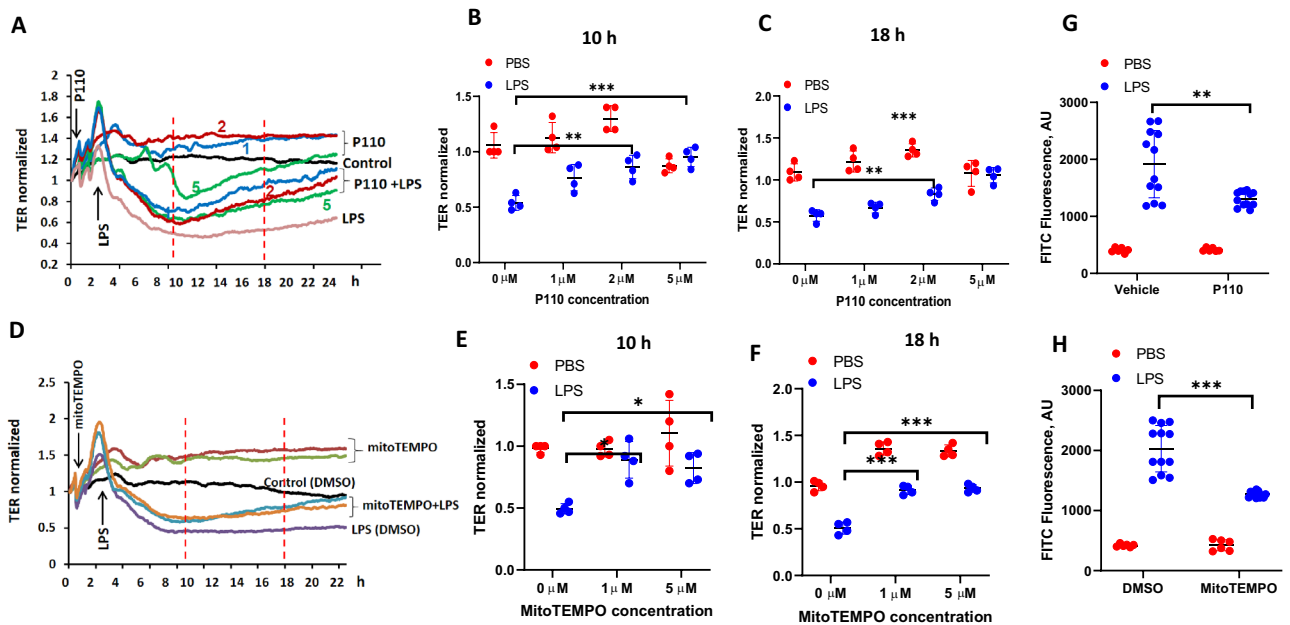 A
TER normalized
2
1.8
1.6
1.4
1.2
1
0.8
0.6
0.4
0.2
P110
LPS
2
1
5
2
5
P110
Control
P110 +LPS
LPS
0 2 4 6 8 10 12 14 16 18 20 22 24 h
B
10 h
PBS
LPS
TER normalized
1.5
1.0
0.5
0.0
***
**
0 μM 1 μM 2 μM 5 μM
P110 concentration
C
18 h
PBS
LPS
TER normalized
2.0
1.5
1.0
0.5
0.0
***
**
0 μM 1 μM 2 μM 5 μM
P110 concentration
G
PBS
LPS
FITC Fluorescence, AU
3000
2000
1000
0
**
Vehicle P110
D
TER normalized
2.5
2
1.5
1
0.5
0
mitoTEMPO
LPS
mitoTEMPO
Control (DMSO)
mitoTEMPO+LPS
LPS (DMSO)
0 2 4 6 8 10 12 14 16 18 20 22 h
E
10 h
PBS
LPS
TER normalized
1.5
1.0
0.5
0.0
*
*
0 μM 1 μM 5 μM
MitoTEMPO concentration
F
18 h
PBS
LPS
TER normalized
2.0
1.5
1.0
0.5
0.0
***
***
0 μM 1 μM 5 μM
MitoTEMPO concentration
H
PBS
LPS
FITC Fluorescence, AU
3000
2000
1000
0
***
DMSO MitoTEMPO